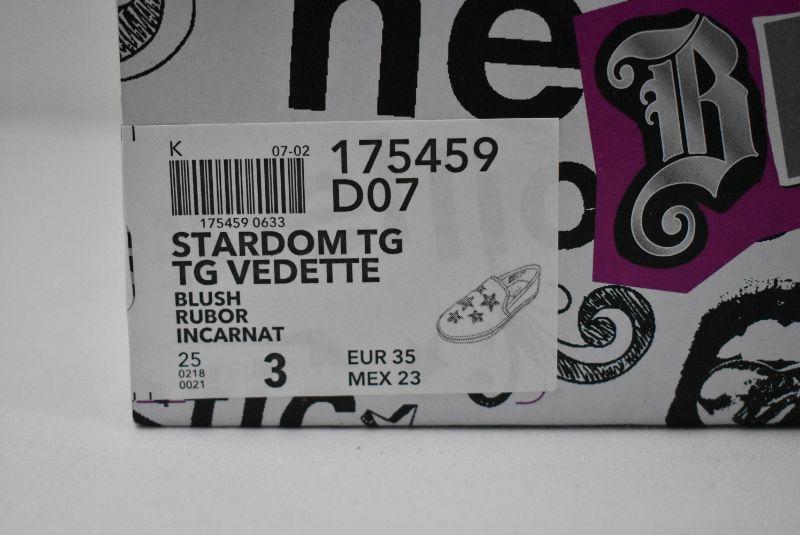 ne
B
K 07-02
175459 0633
175459
D07
STARDOM TG
TG VEDETTE
BLUSH
RUBOR
INCARNAT
25
0218
0021
3
EUR 35
MEX 23